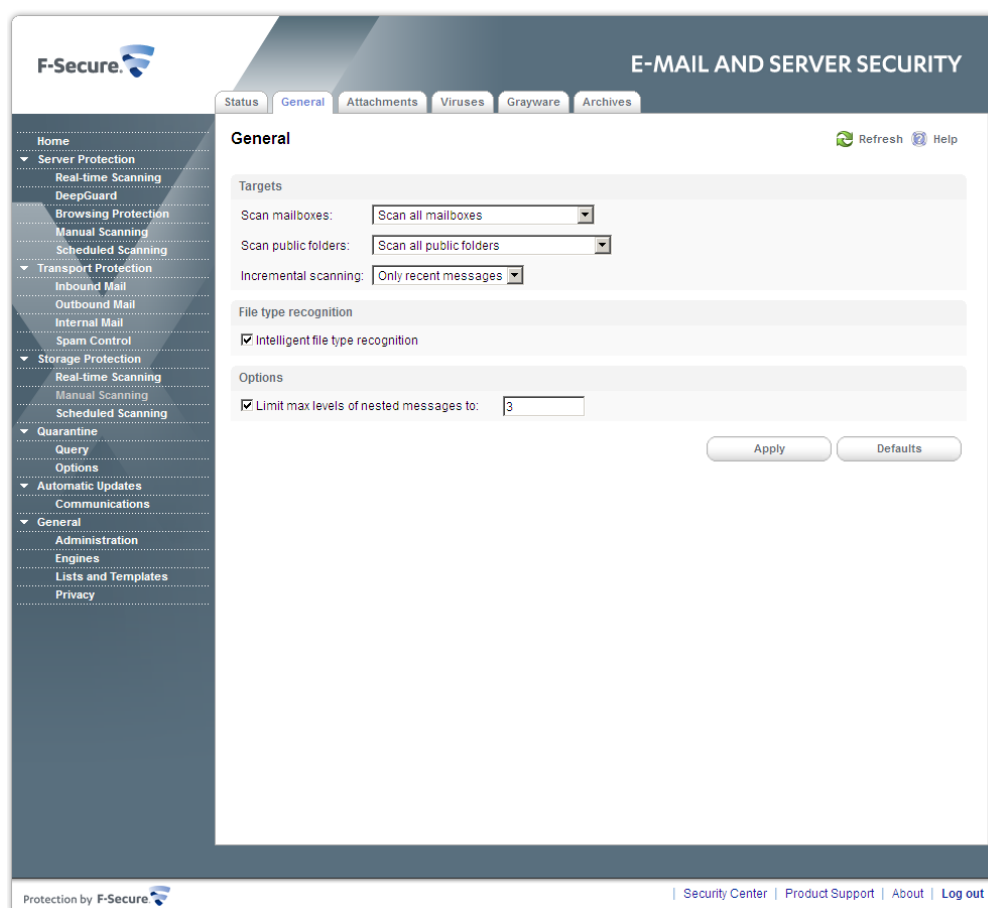 F-Secure.
E-MAIL AND SERVER SECURITY
Status General Attachments Viruses Grayware Archives
Home
Server Protection
Real-time Scanning
DeepGuard
Browsing Protection
Manual Scanning
Scheduled Scanning
Transport Protection
Inbound Mail
Outbound Mail
Internal Mail
Spam Control
Storage Protection
Real-time Scanning
Manual Scanning
Scheduled Scanning
Quarantine
Query
Options
Automatic Updates
Communications
General
Administration
Engines
Lists and Templates
Privacy
General
Refresh ? Help
Targets
Scan mailboxes: Scan all mailboxes
Scan public folders: Scan all public folders
Incremental scanning: Only recent messages
File type recognition
Intelligent file type recognition
Options
Limit max levels of nested messages to: 3
Apply Defaults
Protection by F-Secure.
| Security Center | Product Support | About | Log out